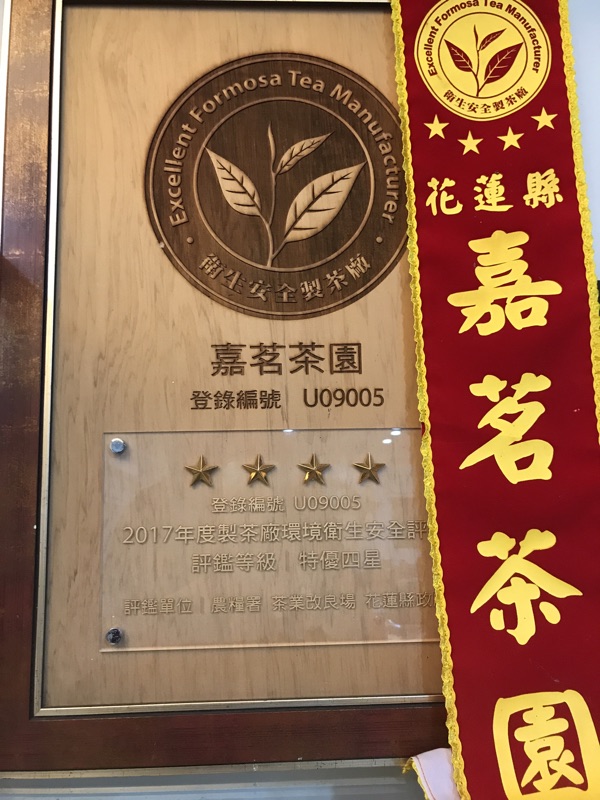 Excellent Formosa Tea Manufacturer
衛生安全製茶廠
嘉茗茶園
登錄編號 U09005
登錄編號 U09005
2017年度製茶廠環境衛生安全評
評鑑等級｜特優四星
評鑑單位｜農糧署 茶業改良場 花蓮縣政
Excellent Formosa Tea Manufacturer
衛生安全製茶廠
花蓮縣
嘉茗茶園